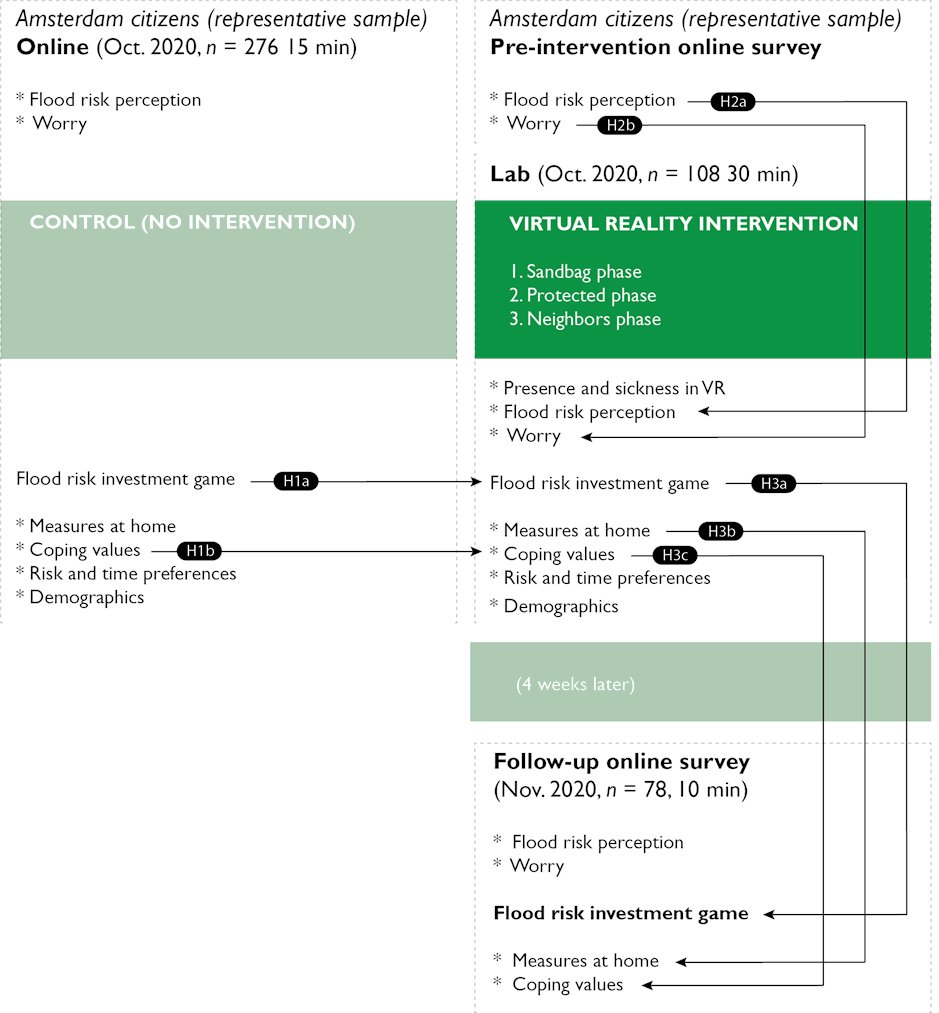 Amsterdam citizens (representative sample)
Online (Oct. 2020, n = 276 15 min)
* Flood risk perception
* Worry
CONTROL (NO INTERVENTION)
Flood risk investment game H1a
* Measures at home
* Coping values H1b
* Risk and time preferences
* Demographics
Amsterdam citizens (representative sample)
Pre-intervention online survey
* Flood risk perception H2a
* Worry H2b
Lab (Oct. 2020, n = 108 30 min)
VIRTUAL REALITY INTERVENTION
1. Sandbag phase
2. Protected phase
3. Neighbors phase
* Presence and sickness in VR
* Flood risk perception
* Worry
Flood risk investment game H3a
* Measures at home H3b
* Coping values H3c
* Risk and time preferences
* Demographics
(4 weeks later)
Follow-up online survey
(Nov. 2020, n = 78, 10 min)
* Flood risk perception
* Worry
Flood risk investment game
* Measures at home
* Coping values